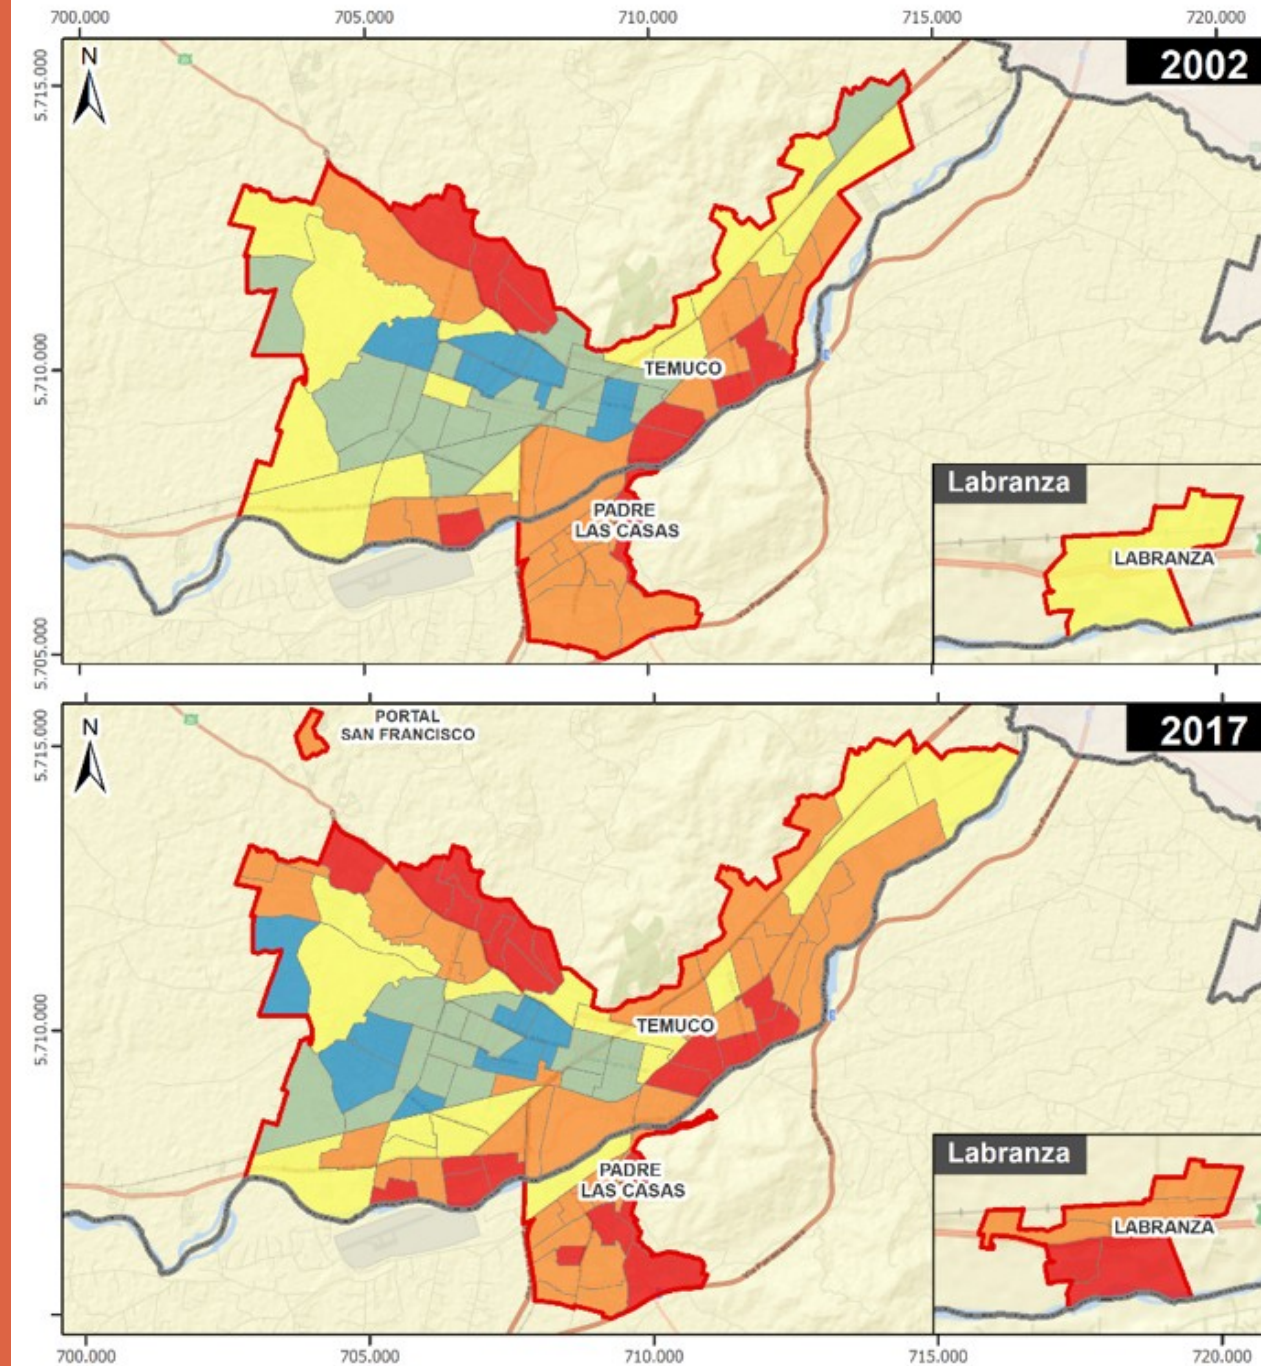 700.000 705.000 710.000 715.000 720.000
2002
N
5.715.000
5.710.000
5.705.000
TEMUCO
PADRE
LAS CASAS
Labranza
LABRANZA
PORTAL
SAN FRANCISCO
2017
N
5.715.000
5.710.000
TEMUCO
PADRE
LAS CASAS
Labranza
LABRANZA
700.000 705.000 710.000 715.000 720.000